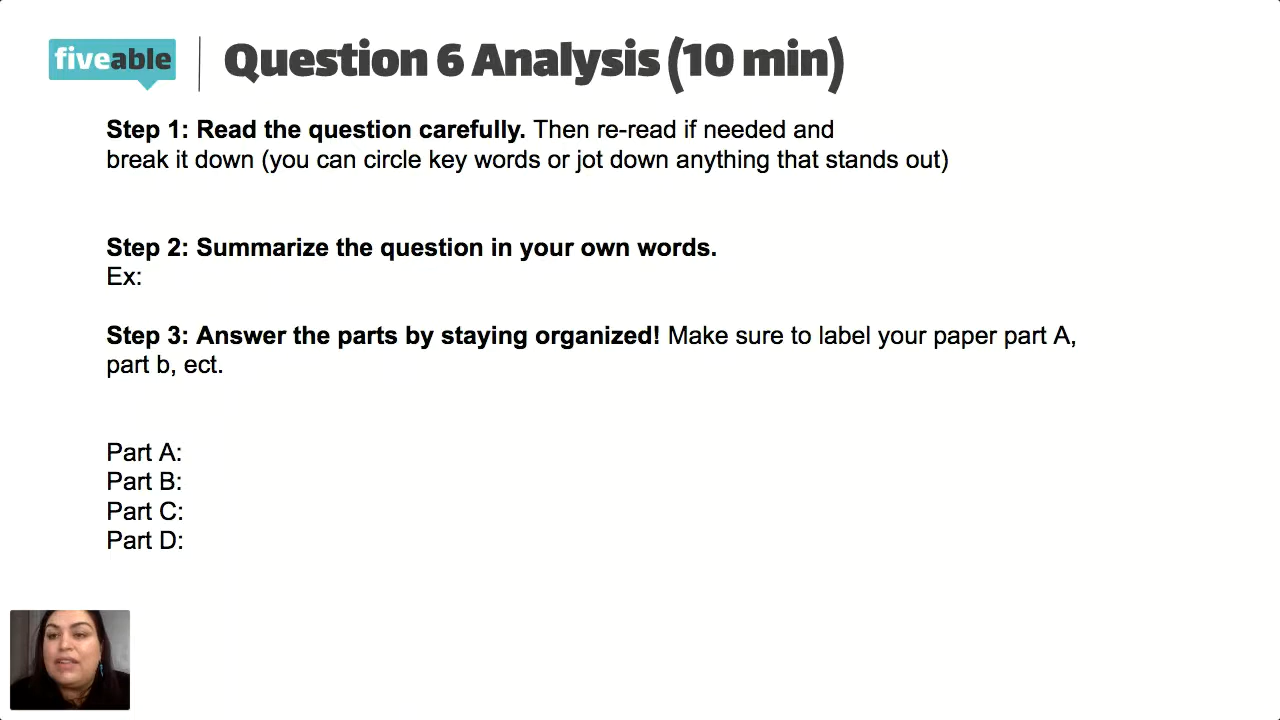 fiveable
Question 6 Analysis (10 min)
Step 1: Read the question carefully. Then re-read if needed and
break it down (you can circle key words or jot down anything that stands out)
Step 2: Summarize the question in your own words.
Ex:
Step 3: Answer the parts by staying organized! Make sure to label your paper part A,
part b, ect.
Part A:
Part B:
Part C:
Part D: